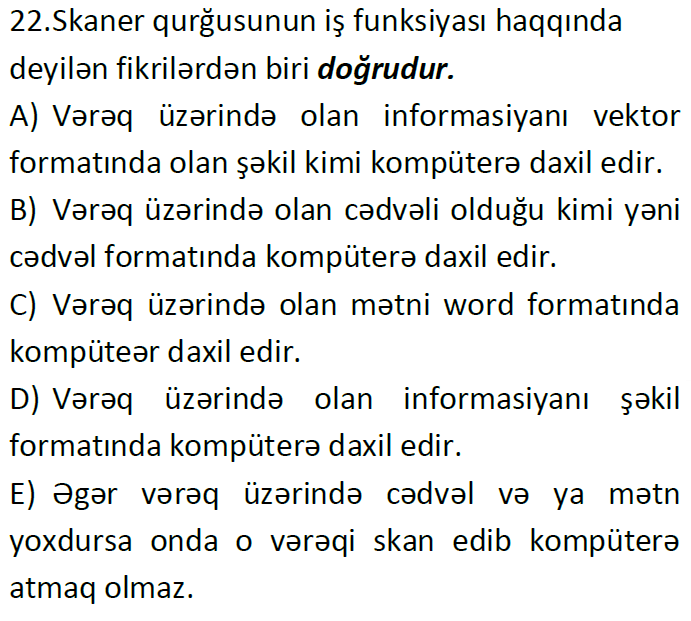 22.Skaner qurğusunun iş funksiyası haqqında
deyilən fikrilərdən biri doğrudur.
A) Vərəq üzərində olan informasiyanı vektor
formatında olan şəkil kimi kompüterə daxil edir.
B) Vərəq üzərində olan cədvəli olduğu kimi yəni
cədvəl formatında kompüterə daxil edir.
C) Vərəq üzərində olan mətni word formatında
kompüteər daxil edir.
D) Vərəq üzərində olan informasiyanı şəkil
formatında kompüterə daxil edir.
E) Əgər vərəq üzərində cədvəl və ya mətn
yoxdursa onda o vərəqi skan edib kompüterə
atmaq olmaz.